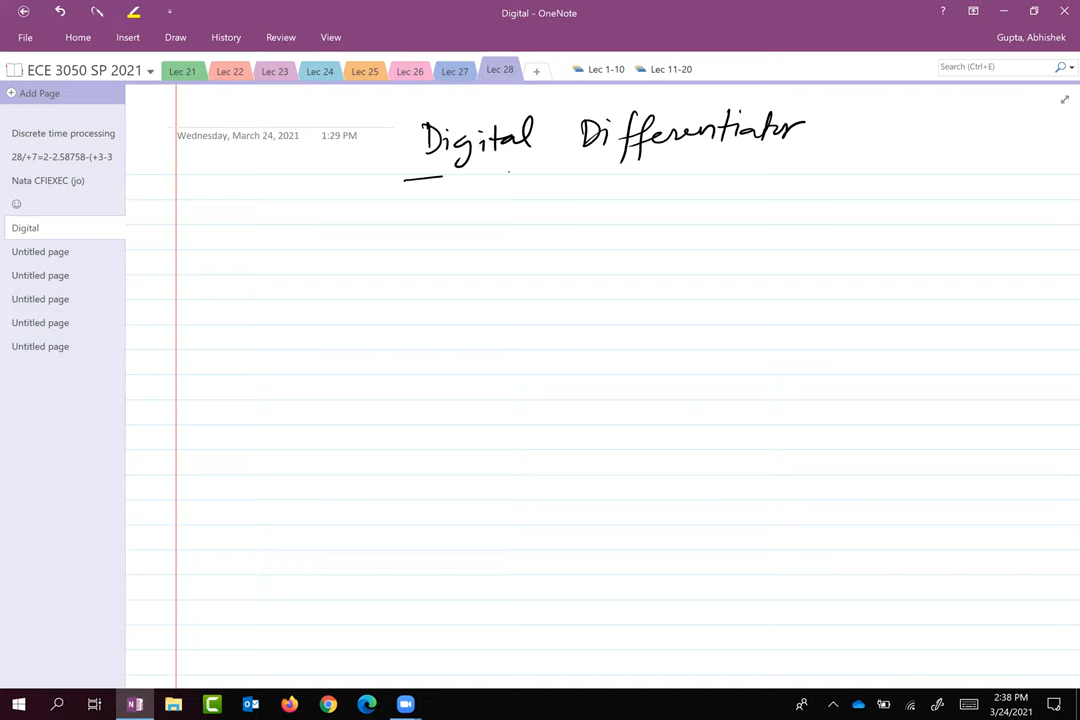 Digital - OneNote
?
File Home Insert Draw History Review View Gupta, Abhishek
ECE 3050 SP 2021 Lec 21 Lec 22 Lec 23 Lec 24 Lec 25 Lec 26 Lec 27 Lec 28 + Lec 1-10 Lec 11-20 Search (Ctrl+E)
Add Page
Wednesday, March 24, 2021 1:29 PM
Digital Differentiator
Discrete time processing
28/+7=2-2.58758-(+3-3
Nata CFIEXEC (jo)
Digital
Untitled page
Untitled page
Untitled page
Untitled page
Untitled page
2:38 PM
3/24/2021